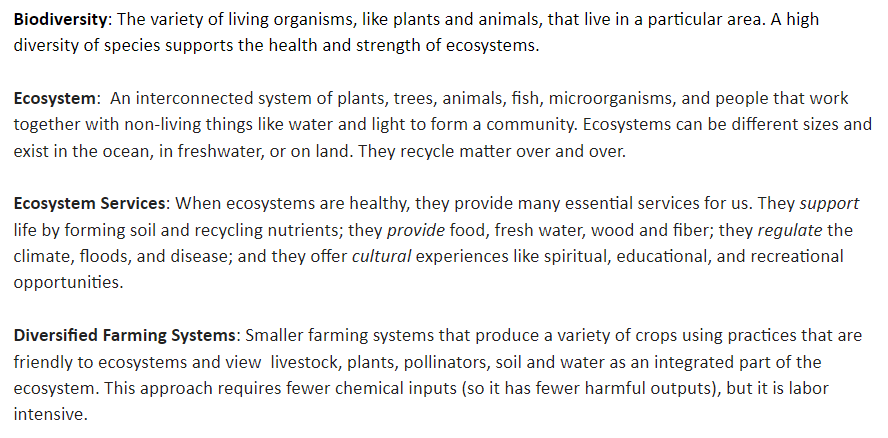 Biodiversity: The variety of living organisms, like plants and animals, that live in a particular area. A high
diversity of species supports the health and strength of ecosystems.
Ecosystem:  An interconnected system of plants, trees, animals, fish, microorganisms, and people that work
together with non-living things like water and light to form a community. Ecosystems can be different sizes and
exist in the ocean, in freshwater, or on land. They recycle matter over and over.
Ecosystem Services: When ecosystems are healthy, they provide many essential services for us. They support
life by forming soil and recycling nutrients; they provide food, fresh water, wood and fiber; they regulate the
climate, floods, and disease; and they offer cultural experiences like spiritual, educational, and recreational
opportunities.
Diversified Farming Systems: Smaller farming systems that produce a variety of crops using practices that are
friendly to ecosystems and view  livestock, plants, pollinators, soil and water as an integrated part of the
ecosystem. This approach requires fewer chemical inputs (so it has fewer harmful outputs), but it is labor
intensive.